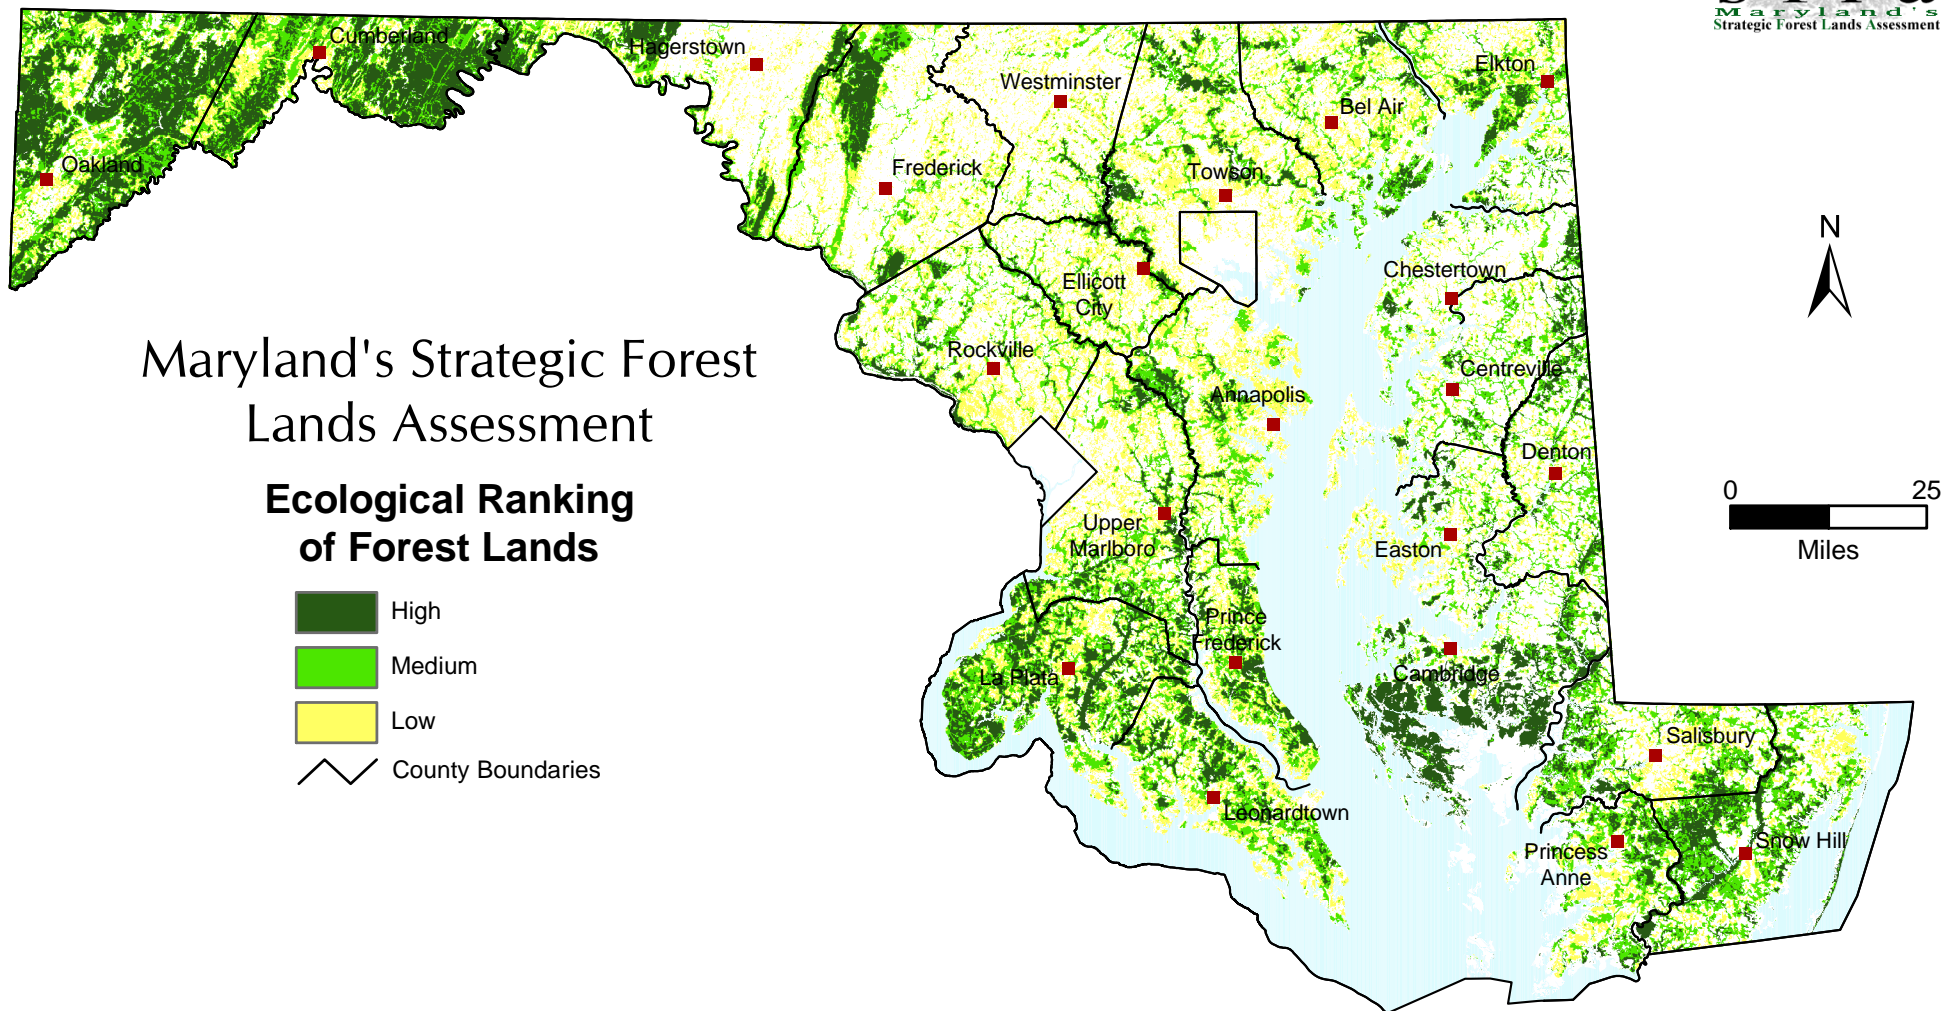 Maryland's
Strategic Forest Lands Assessment
Cumberland
Hagerstown
Westminster
Elkton
Bel Air
Oakland
Frederick
Towson
N
Chestertown
Ellicott
City
Maryland's Strategic Forest
Lands Assessment
Rockville
Centreville
Annapolis
Denton
Ecological Ranking
of Forest Lands
0 25
Miles
Upper
Marlboro
Easton
High
Medium
Low
County Boundaries
Prince
Frederick
La Plata
Cambridge
Salisbury
Leonardtown
Snow Hill
Princess
Anne